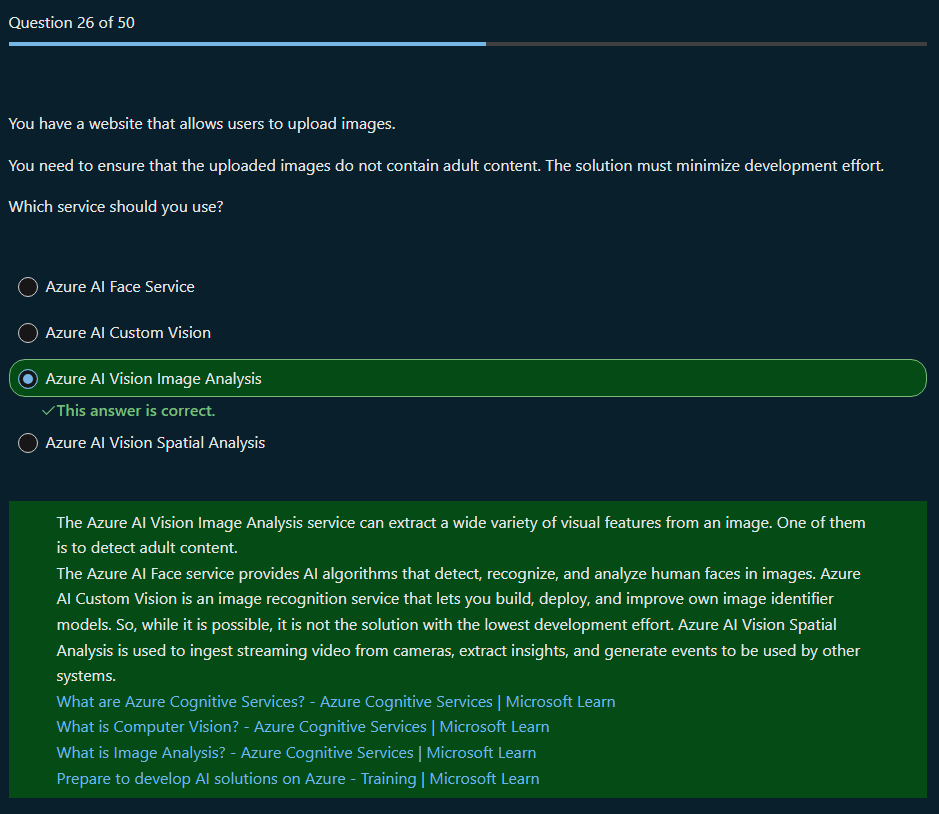 Question 26 of 50
You have a website that allows users to upload images.
You need to ensure that the uploaded images do not contain adult content. The solution must minimize development effort.
Which service should you use?
Azure AI Face Service
Azure AI Custom Vision
Azure AI Vision Image Analysis
✓This answer is correct.
Azure AI Vision Spatial Analysis
The Azure AI Vision Image Analysis service can extract a wide variety of visual features from an image. One of them
is to detect adult content.
The Azure AI Face service provides AI algorithms that detect, recognize, and analyze human faces in images. Azure
AI Custom Vision is an image recognition service that lets you build, deploy, and improve own image identifier
models. So, while it is possible, it is not the solution with the lowest development effort. Azure AI Vision Spatial
Analysis is used to ingest streaming video from cameras, extract insights, and generate events to be used by other
systems.
What are Azure Cognitive Services? - Azure Cognitive Services | Microsoft Learn
What is Computer Vision? - Azure Cognitive Services | Microsoft Learn
What is Image Analysis? - Azure Cognitive Services | Microsoft Learn
Prepare to develop AI solutions on Azure - Training | Microsoft Learn